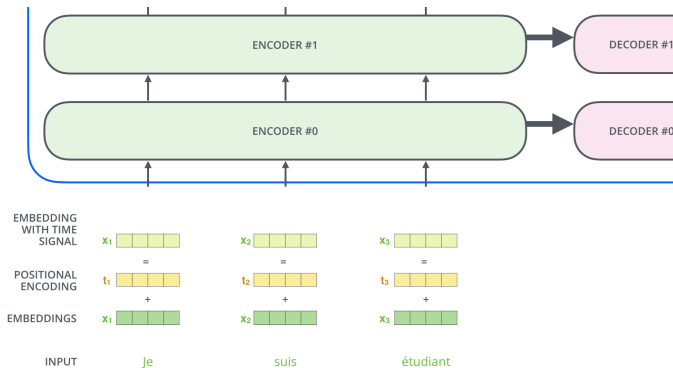 ENCODER #1
DECODER #1
ENCODER #0
DECODER #0
EMBEDDING
WITH TIME
SIGNAL
x1
x2
x3
=
=
=
POSITIONAL
ENCODING
t1
t2
t3
+
+
+
EMBEDDINGS
x1
x2
x3
INPUT
Je
suis
étudiant